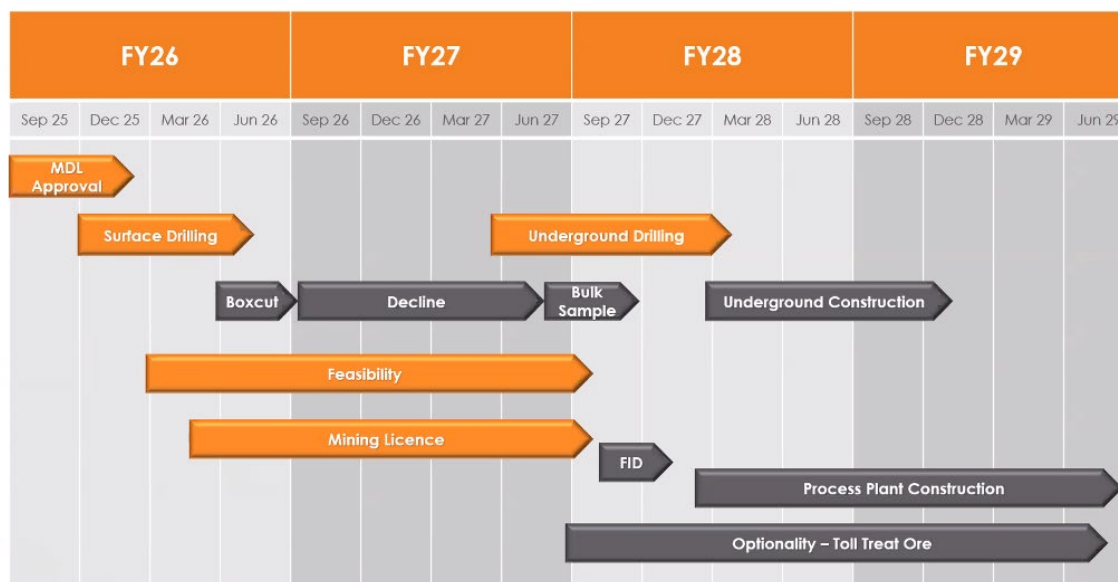 FY26 FY27 FY28 FY29
Sep 25 Dec 25 Mar 26 Jun 26 Sep 26 Dec 26 Mar 27 Jun 27 Sep 27 Dec 27 Mar 28 Jun 28 Sep 28 Dec 28 Mar 29 Jun 29
MDL
Approval
Surface Drilling
Underground Drilling
Boxcut
Decline
Bulk
Sample
Underground Construction
Feasibility
Mining Licence
FID
Process Plant Construction
Optionality – Toll Treat Ore